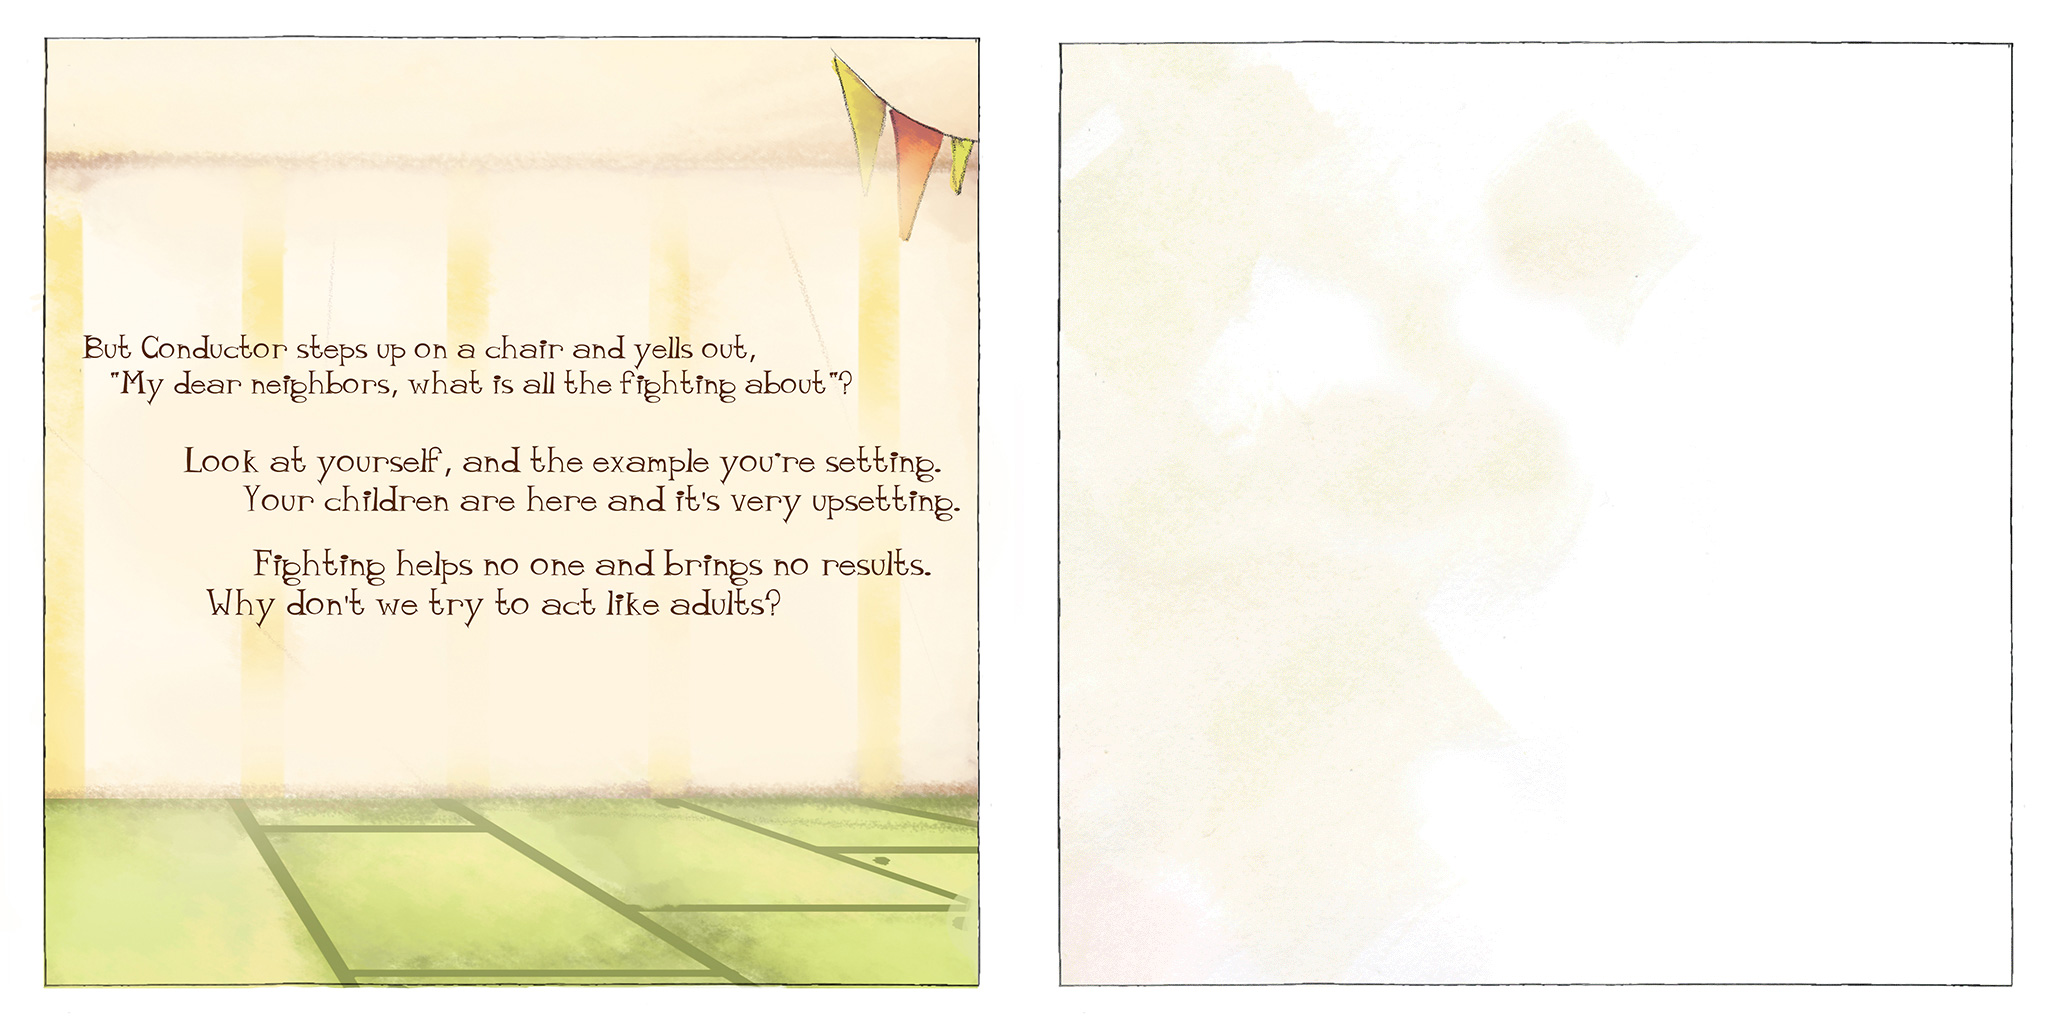 But Conductor steps up on a chair and yells out,
"My dear neighbors, what is all the fighting about"?
Look at yourself, and the example you're setting.
Your children are here and it's very upsetting.
Fighting helps no one and brings no results.
Why don't we try to act like adults?